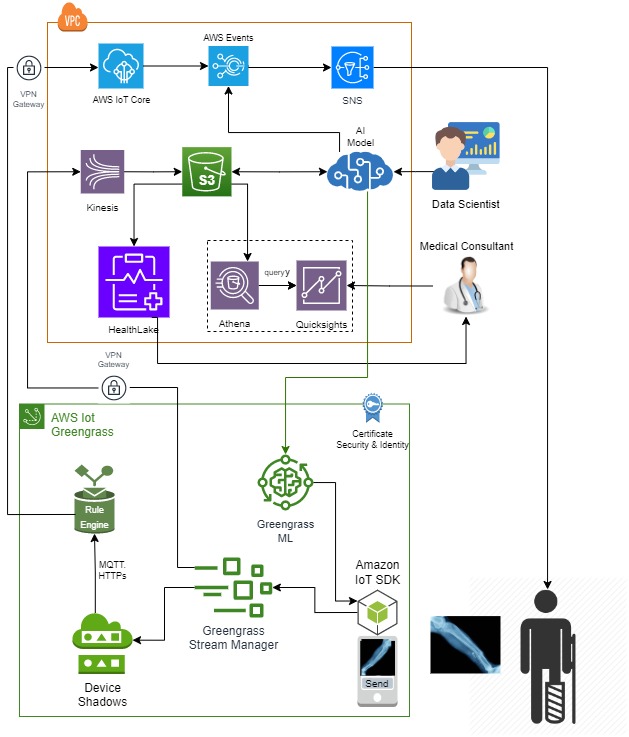 VPC
AWS Events
VPN
Gateway
AWS IoT Core
SNS
AI
Model
S3
Kinesis
Data Scientist
Medical Consultant
queryy
HealthLake
Athena
Quicksights
VPN
Gateway
AWS Iot
Greengrass
Certificate
Security & Identity
Rule
Engine
Greengrass
ML
MQTT.
HTTPs
Amazon
IoT SDK
Greengrass
Stream Manager
Device
Shadows
Send